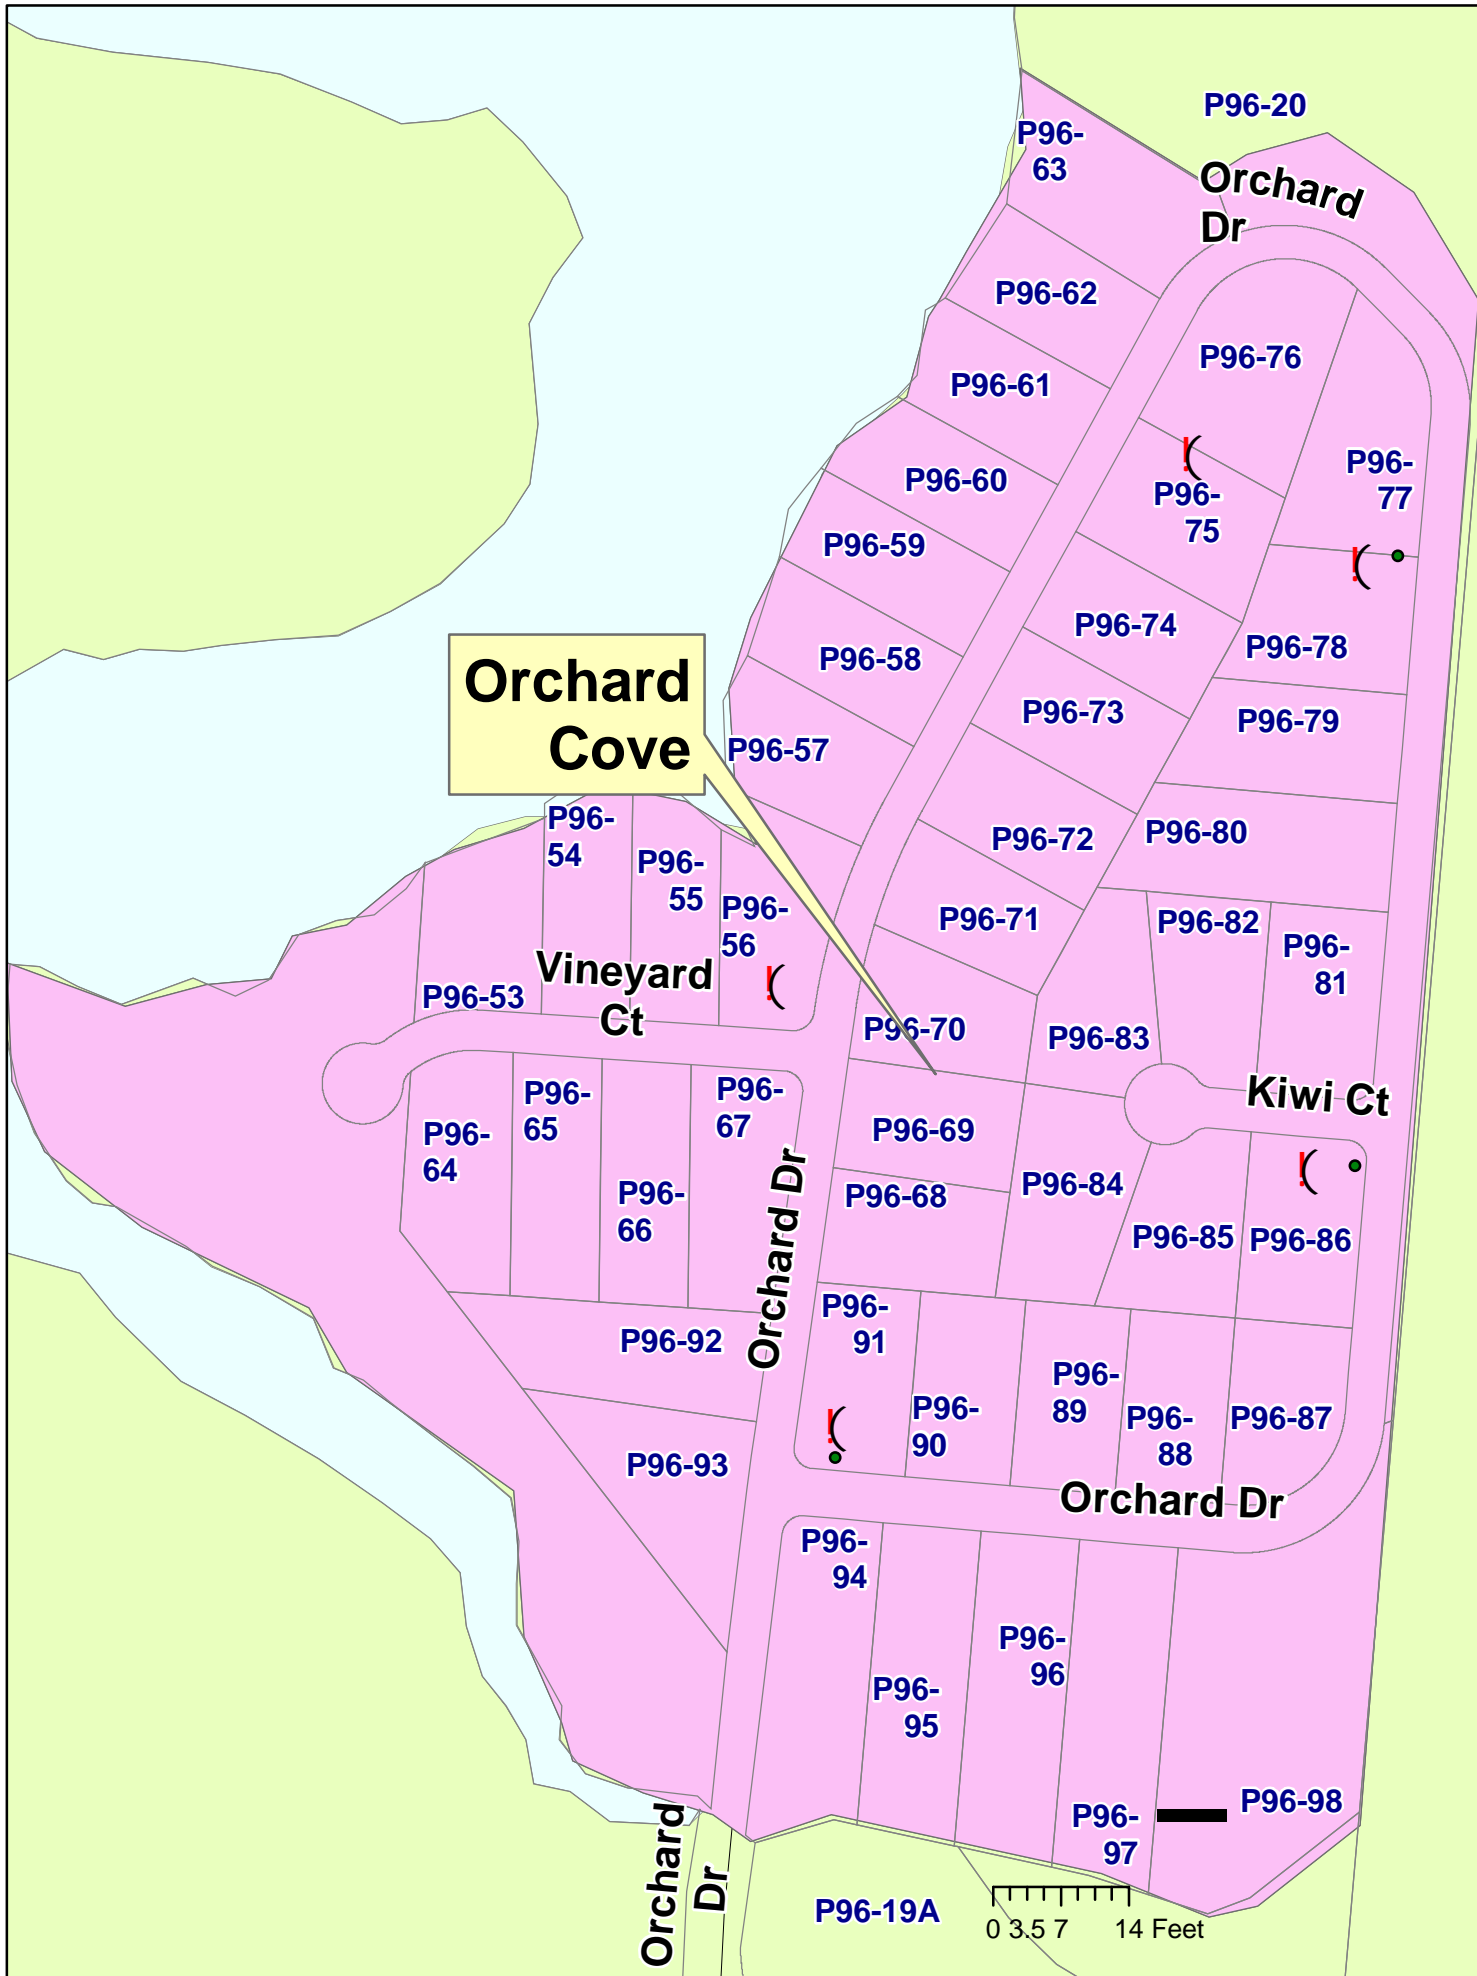 P96-20
P96-
63
Orchard
Dr
P96-62
P96-76
P96-61
P96-
77
P96-60
P96-
75
P96-59
P96-74
P96-78
P96-58
Orchard
Cove
P96-73
P96-79
P96-57
P96-
54
P96-72
P96-80
P96-
55
P96-
56
P96-71
P96-82
P96-
81
Vineyard
Ct
P96-53
P96-70
P96-83
Kiwi Ct
P96-
65
P96-
67
P96-
64
P96-69
P96-
66
P96-68
P96-84
P96-85
P96-86
Orchard Dr
P96-
91
P96-92
P96-
89
P96-
90
P96-
88
P96-87
P96-93
Orchard Dr
P96-
94
P96-
96
P96-
95
P96-98
P96-
97
Orchard
Dr
P96-19A
0 3.5 7 14 Feet